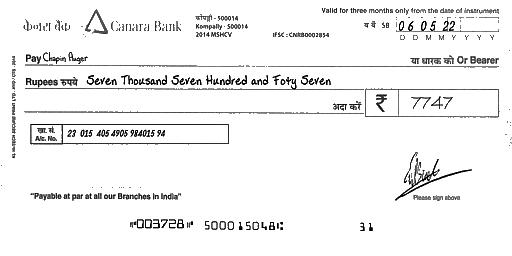 Valid for three months only from the date of instrument
केनरा बैंक Canara Bank
कोंपल्ली - 500014
Kompally - 500014
2014 MSHCV
IFSC : CNRB0002854
SB 06 05 22
D D M M Y Y Y Y
Pay Chapin Auger या धारक को Or Bearer
Rupees रुपये Seven Thousand Seven Hundred and Foty Seven
अदा करें ₹ 7747
खा. सं.
A/c. No. 23 015 405 4905 984015 94
Please sign above
"Payable at par at all our Branches in India"
⑈003728⑈ 500015048⑆ 31